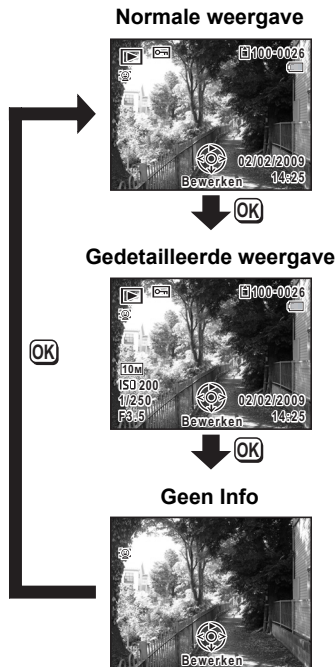 Normale weergave
100-0026
02/02/2009
14:25
Bewerken
OK
Gedetailleerde weergave
100-0026
10M
ISO 200
1/250
F3.5
02/02/2009
14:25
Bewerken
OK
OK
Geen Info
Bewerken